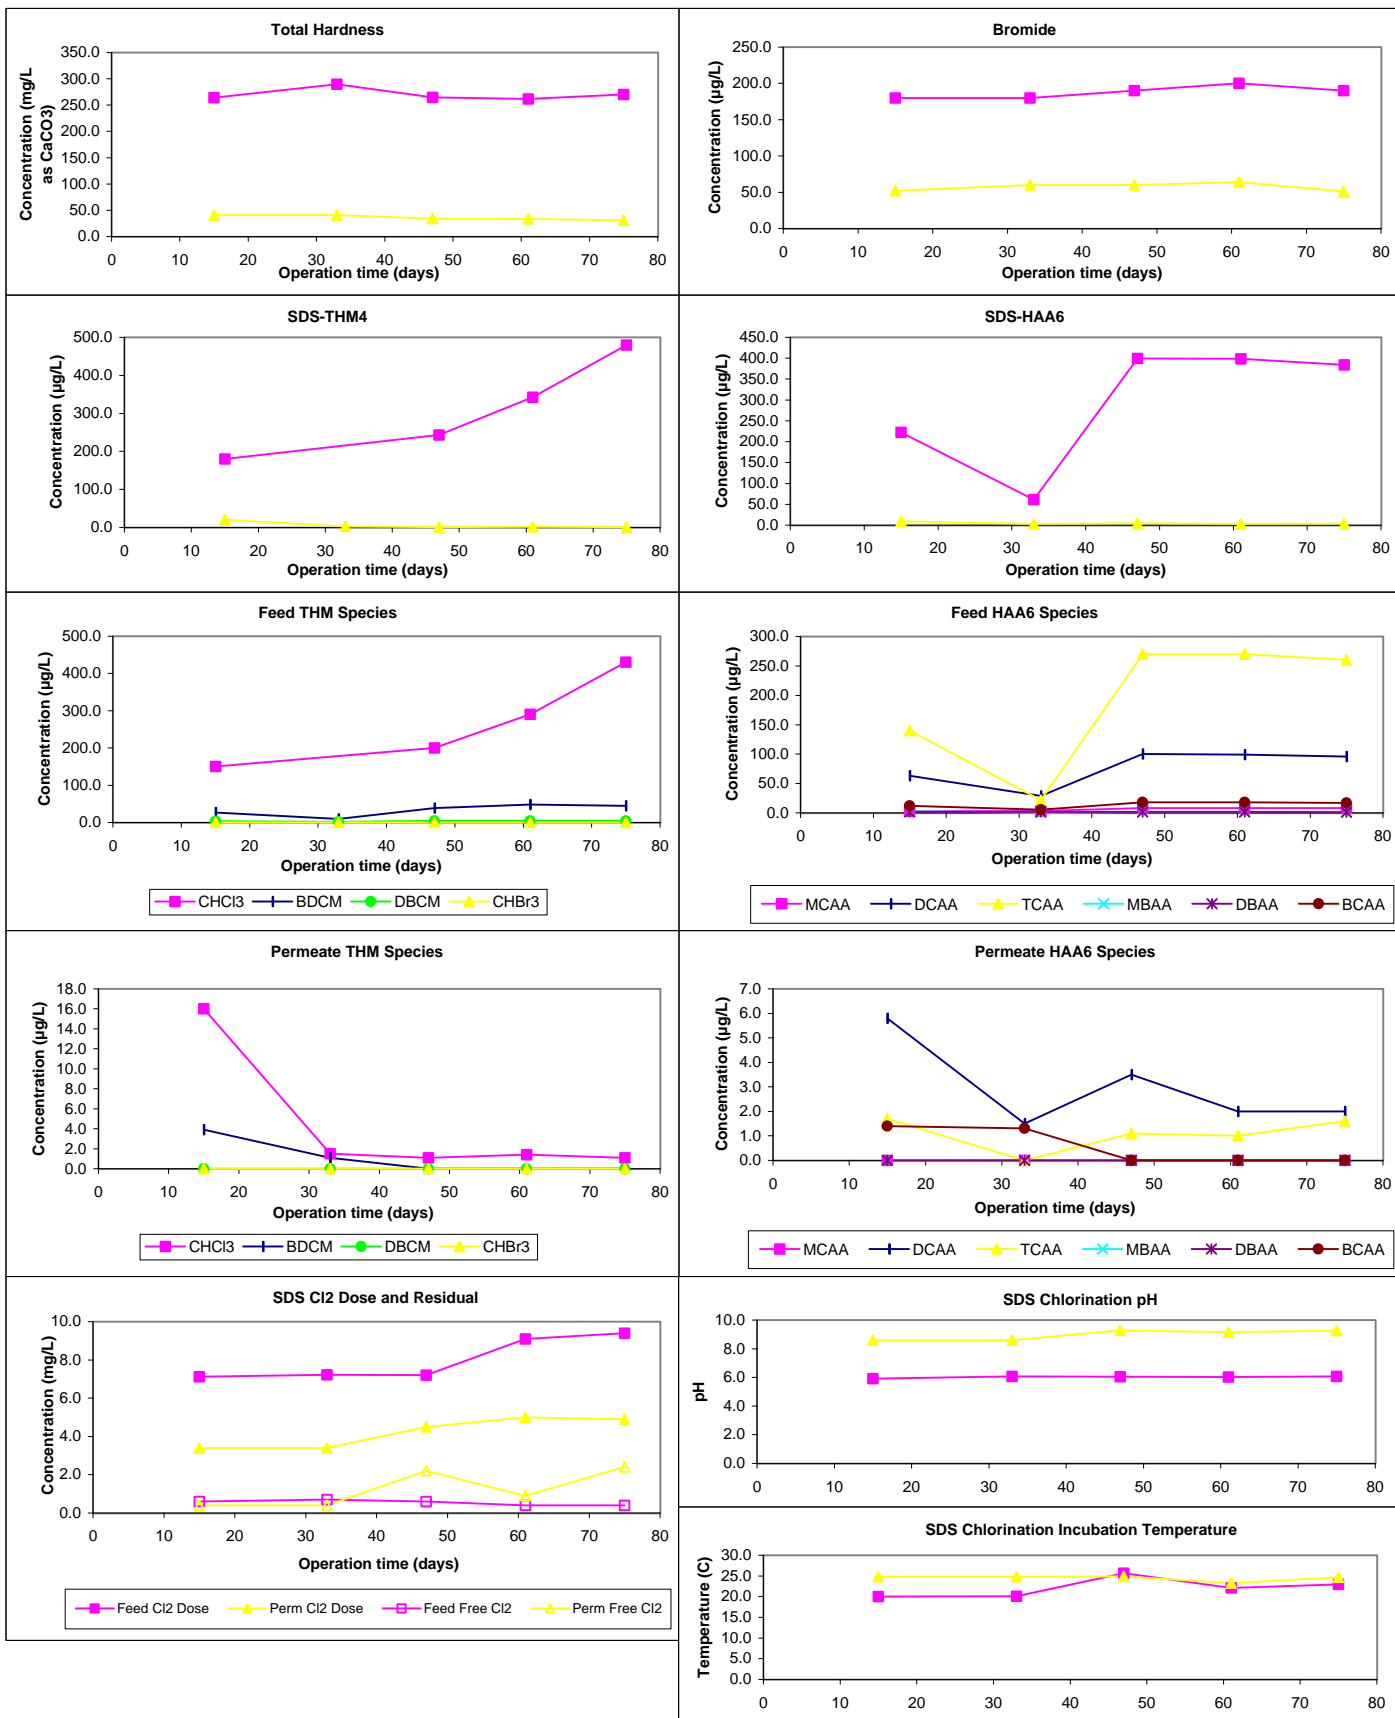 Total Hardness
Concentration (mg/L
as CaCO3)
350.0
300.0
250.0
200.0
150.0
100.0
50.0
0.0
0 10 20 30 40 50 60 70 80
Operation time (days)
Bromide
Concentration (µg/L)
250.0
200.0
150.0
100.0
50.0
0.0
0 10 20 30 40 50 60 70 80
Operation time (days)
SDS-THM4
Concentration (µg/L)
500.0
400.0
300.0
200.0
100.0
0.0
0 10 20 30 40 50 60 70 80
Operation time (days)
SDS-HAA6
Concentration (µg/L)
450.0
400.0
350.0
300.0
250.0
200.0
150.0
100.0
50.0
0.0
0 10 20 30 40 50 60 70 80
Operation time (days)
Feed THM Species
Concentration (µg/L)
500.0
400.0
300.0
200.0
100.0
0.0
0 10 20 30 40 50 60 70 80
Operation time (days)
CHCl3 BDCM DBCM CHBr3
Feed HAA6 Species
Concentration (µg/L)
300.0
250.0
200.0
150.0
100.0
50.0
0.0
0 10 20 30 40 50 60 70 80
Operation time (days)
MCAA DCAA TCAA MBAA DBAA BCAA
Permeate THM Species
Concentration (µg/L)
18.0
16.0
14.0
12.0
10.0
8.0
6.0
4.0
2.0
0.0
0 10 20 30 40 50 60 70 80
Operation time (days)
CHCl3 BDCM DBCM CHBr3
Permeate HAA6 Species
Concentration (µg/L)
7.0
6.0
5.0
4.0
3.0
2.0
1.0
0.0
0 10 20 30 40 50 60 70 80
Operation time (days)
MCAA DCAA TCAA MBAA DBAA BCAA
SDS Cl2 Dose and Residual
Concentration (mg/L)
10.0
8.0
6.0
4.0
2.0
0.0
0 10 20 30 40 50 60 70 80
Operation time (days)
Feed Cl2 Dose Perm Cl2 Dose Feed Free Cl2 Perm Free Cl2
SDS Chlorination pH
pH
10.0
8.0
6.0
4.0
2.0
0.0
0 10 20 30 40 50 60 70 80
SDS Chlorination Incubation Temperature
Temperature (C)
30.0
25.0
20.0
15.0
10.0
5.0
0.0
0 10 20 30 40 50 60 70 80